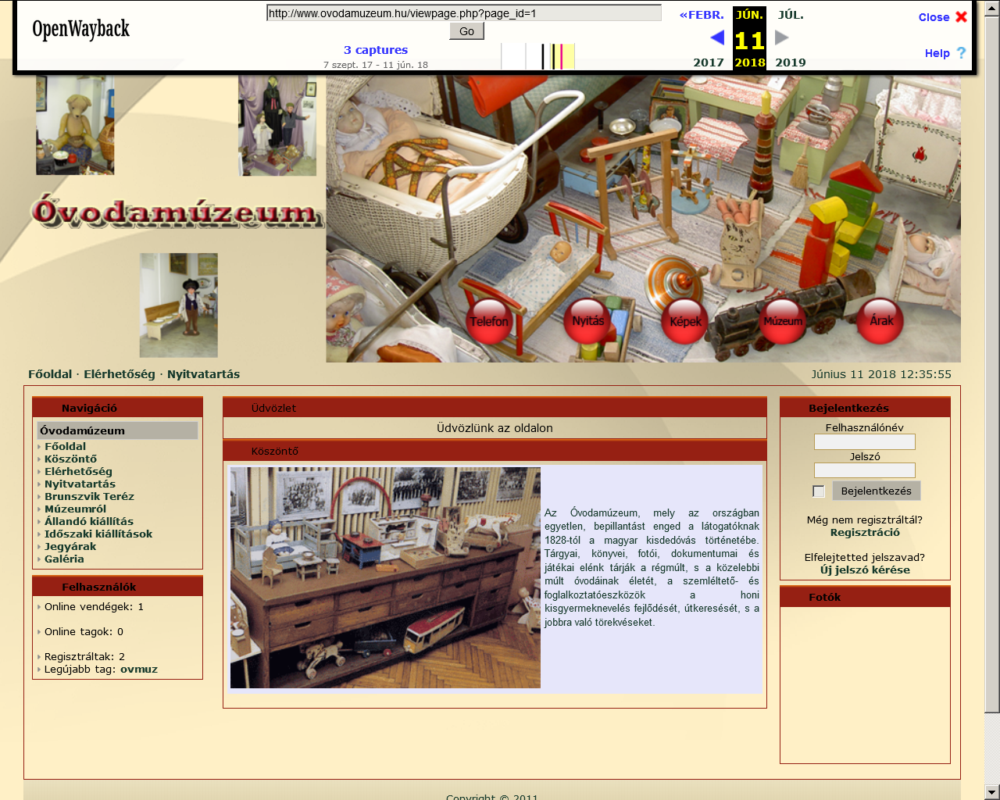 OpenWayback
http://www.ovodamuzeum.hu/viewpage.php?page_id=1
Go
3 captures
7 szept. 17 - 11 jún. 18
«FEBR. JÚN. JÚL.
11
2017 2018 2019
Close
Help ?
Óvodamúzeum
Telefon Nyitás Képek Múzeum Árak
Főoldal · Elérhetőség · Nyitvatartás
Június 11 2018 12:35:55
Navigáció
Óvodamúzeum
Főoldal
Köszöntő
Elérhetőség
Nyitvatartás
Brunszvik Teréz
Múzeumról
Állandó kiállítás
Időszaki kiállítások
Jegyárak
Galéria
Felhasználók
Online vendégek: 1
Online tagok: 0
Regisztráltak: 2
Legújabb tag: ovmuz
Üdvözlet
Üdvözlünk az oldalon
Köszöntő
Az Óvodamúzeum, mely az országban
egyetlen, bepillantást enged a látogatóknak
1828-tól a magyar kisdedóvás történetébe.
Tárgyai, könyvei, fotói, dokumentumai és
játékai elénk tárják a régmúlt, s a közelebbi
múlt óvodáinak életét, a szemléltető- és
foglalkoztatóeszközök a honi
kisgyermeknevelés fejlődését, útkeresését, s a
jobbra való törekvéseket.
Bejelentkezés
Felhasználónév
Jelszó
Bejelentkezés
Még nem regisztráltál?
Regisztráció
Elfelejtetted jelszavad?
Új jelszó kérése
Fotók
Copyright © 2011